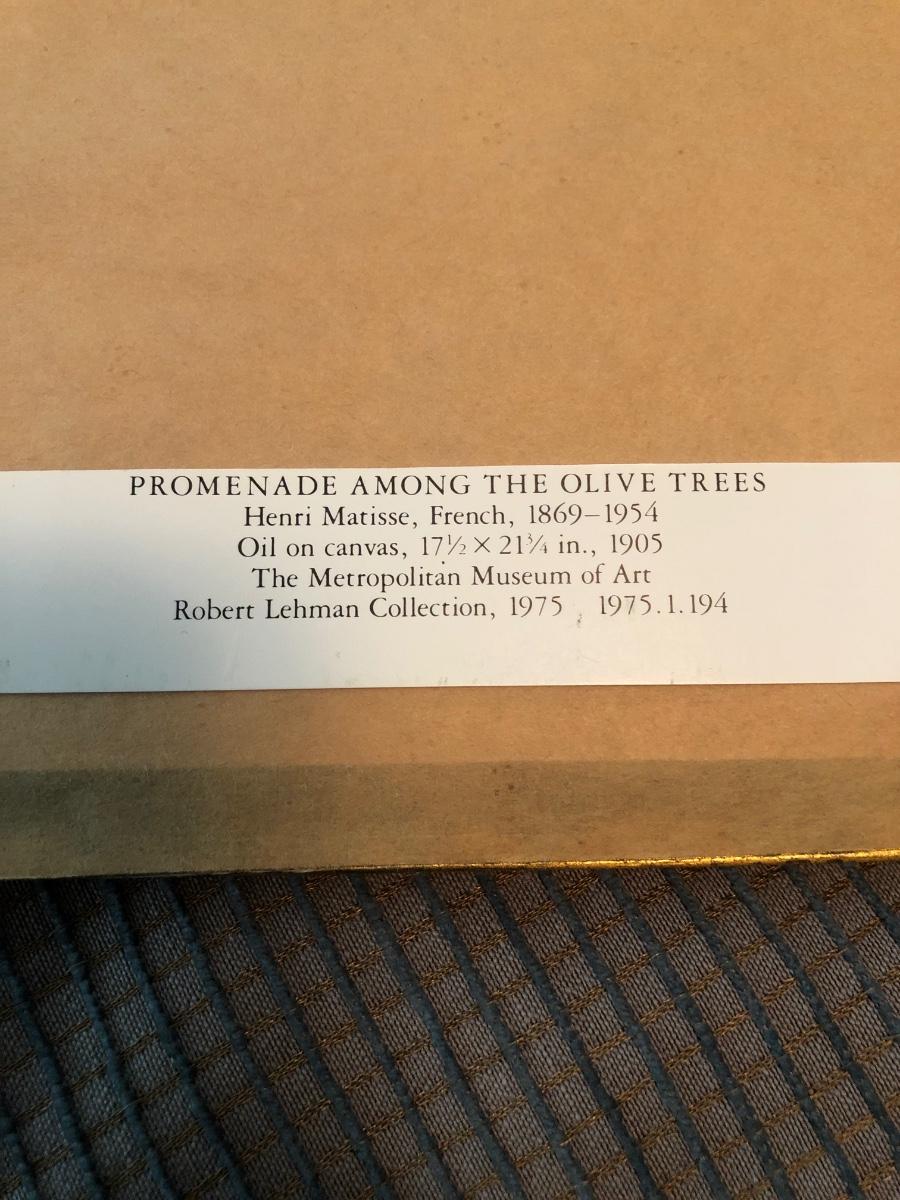 PROMENADE AMONG THE OLIVE TREES
Henri Matisse, French, 1869–1954
Oil on canvas, 17½ × 21¾ in., 1905
The Metropolitan Museum of Art
Robert Lehman Collection, 1975 1975.1.194